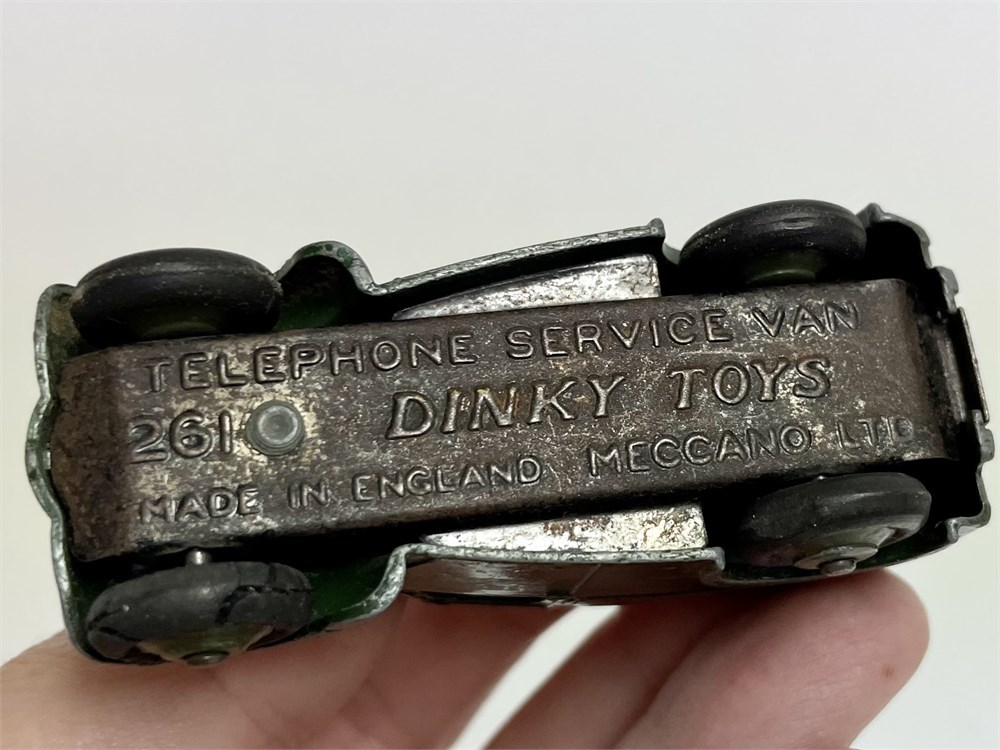 TELEPHONE SERVICE VAN
261 DINKY TOYS
MADE IN ENGLAND MECCANO LTD